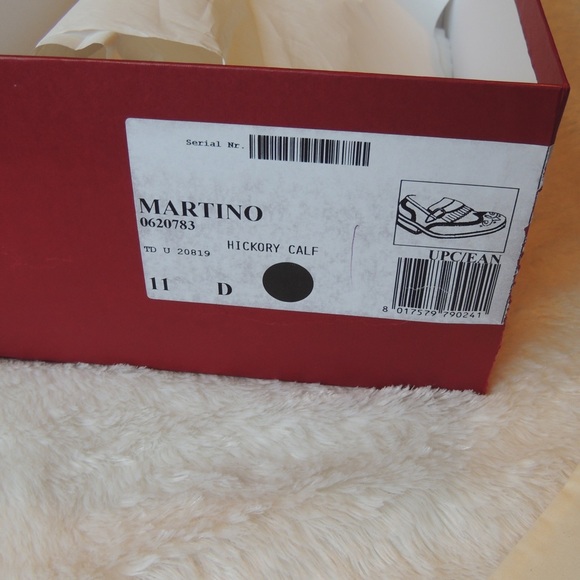 Serial Nr.
MARTINO
0620783
TD U 20819 HICKORY CALF
11 D
UPC/EAN
8 017579 790241